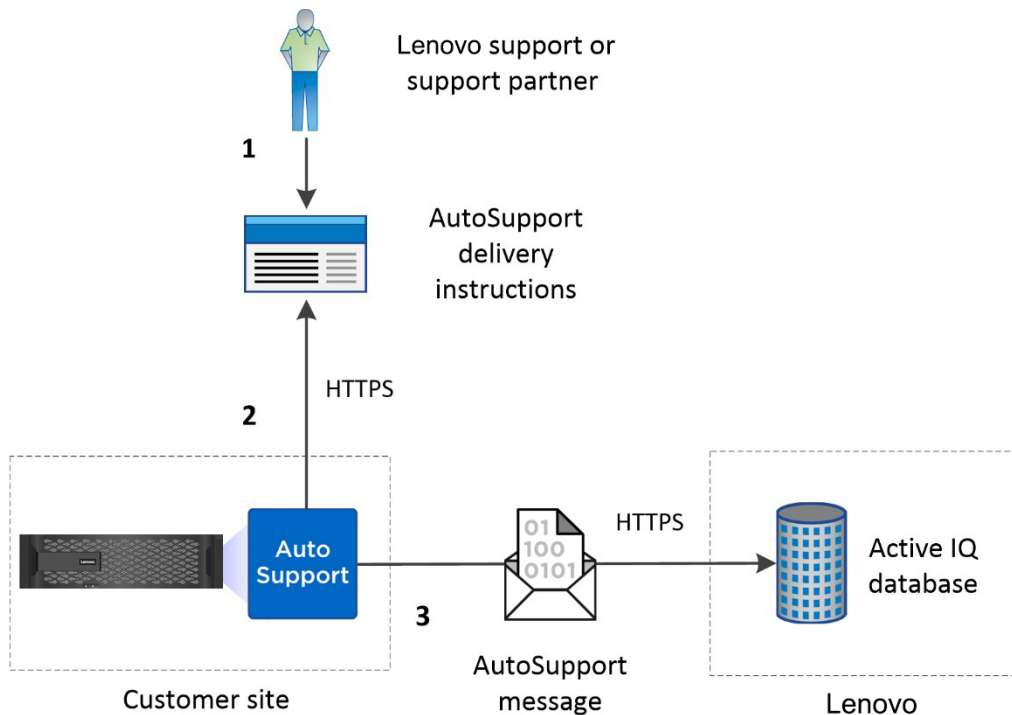 Lenovo support or
support partner
1
AutoSupport
delivery
instructions
HTTPS
2
Lenovo
Auto
Support
01
100
0101
HTTPS
Active IQ
database
3
AutoSupport
message
Customer site
Lenovo